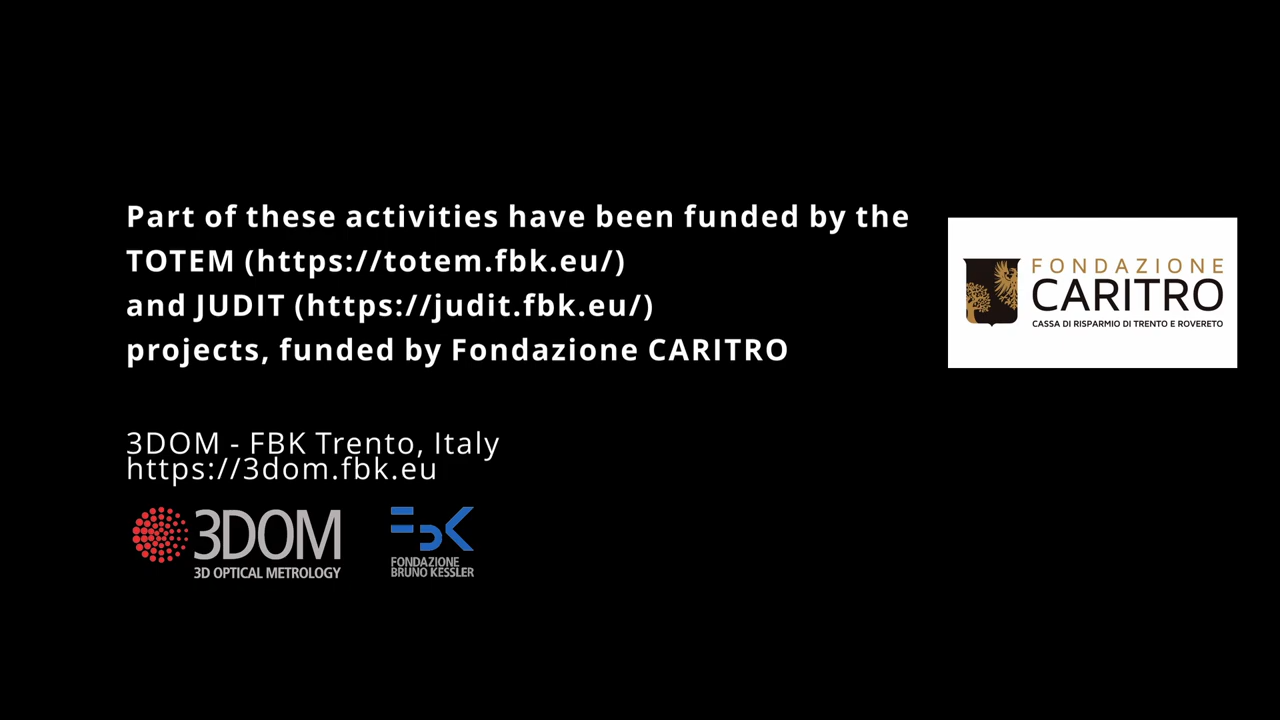 Part of these activities have been funded by the
TOTEM (https://totem.fbk.eu/)
and JUDIT (https://judit.fbk.eu/)
projects, funded by Fondazione CARITRO
FONDAZIONE
CARITRO
CASSA DI RISPARMIO DI TRENTO E ROVERETO
3DOM - FBK Trento, Italy
https://3dom.fbk.eu
3DOM
3D OPTICAL METROLOGY
FbK
FONDAZIONE
BRUNO KESSLER